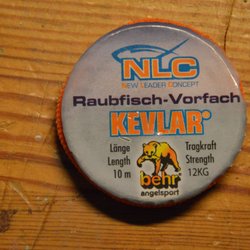 NLC
NEW LEADER CONCEPT
Raubfisch-Vorfach
KEVLAR®
Länge Tragkraft
Length Strength
10 m 12KG
behr
angelsport